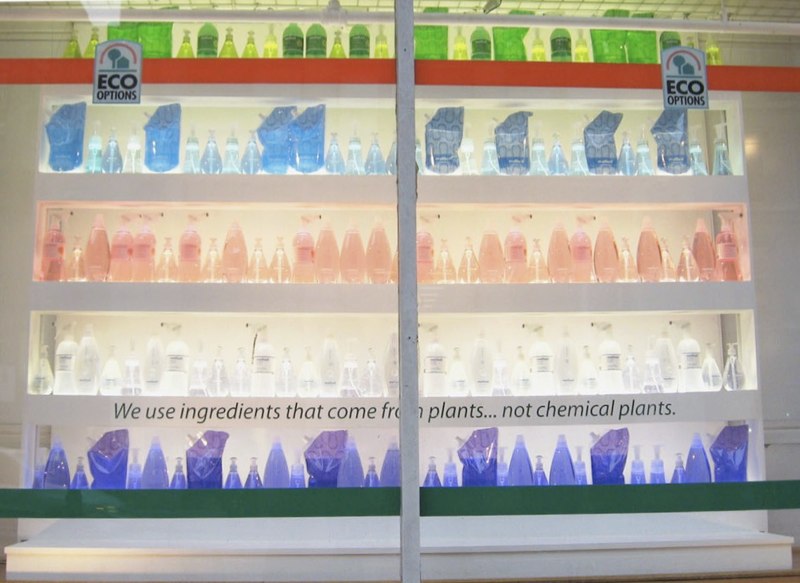 ECO
OPTIONS
ECO
OPTIONS
We use ingredients that come from plants... not chemical plants.